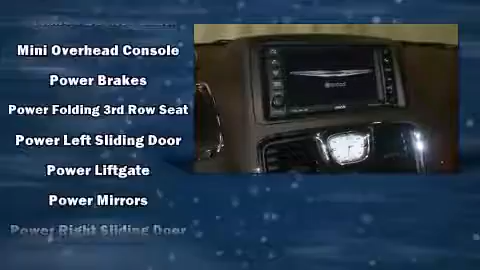 Mini Overhead Console
Power Brakes
Power Folding 3rd Row Seat
Power Left Sliding Door
Power Liftgate
Power Mirrors
Power Right Sliding Door